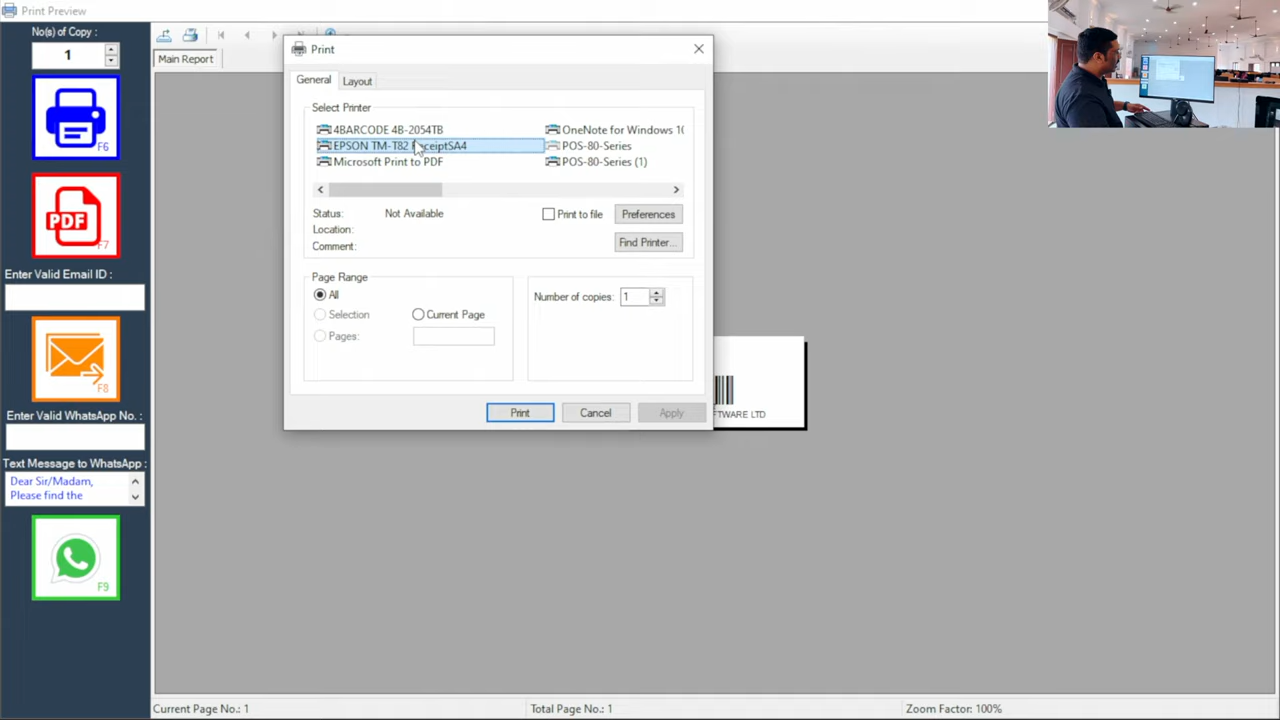 Print Preview
No(s) of Copy :
1
F6
PDF
F7
Enter Valid Email ID :
F8
Enter Valid WhatsApp No. :
Text Message to WhatsApp :
Dear Sir/Madam,
Please find the
F9
Main Report
Print
General
Layout
Select Printer
4BARCODE 4B-2054TB
EPSON TM-T82 ReceiptSA4
Microsoft Print to PDF
OneNote for Windows 10
POS-80-Series
POS-80-Series (1)
Status:
Not Available
Location:
Comment:
Print to file
Preferences
Find Printer...
Page Range
All
Selection
Current Page
Pages:
Number of copies:
1
Print
Cancel
Apply
FTWARE LTD
Current Page No.: 1
Total Page No.: 1
Zoom Factor: 100%